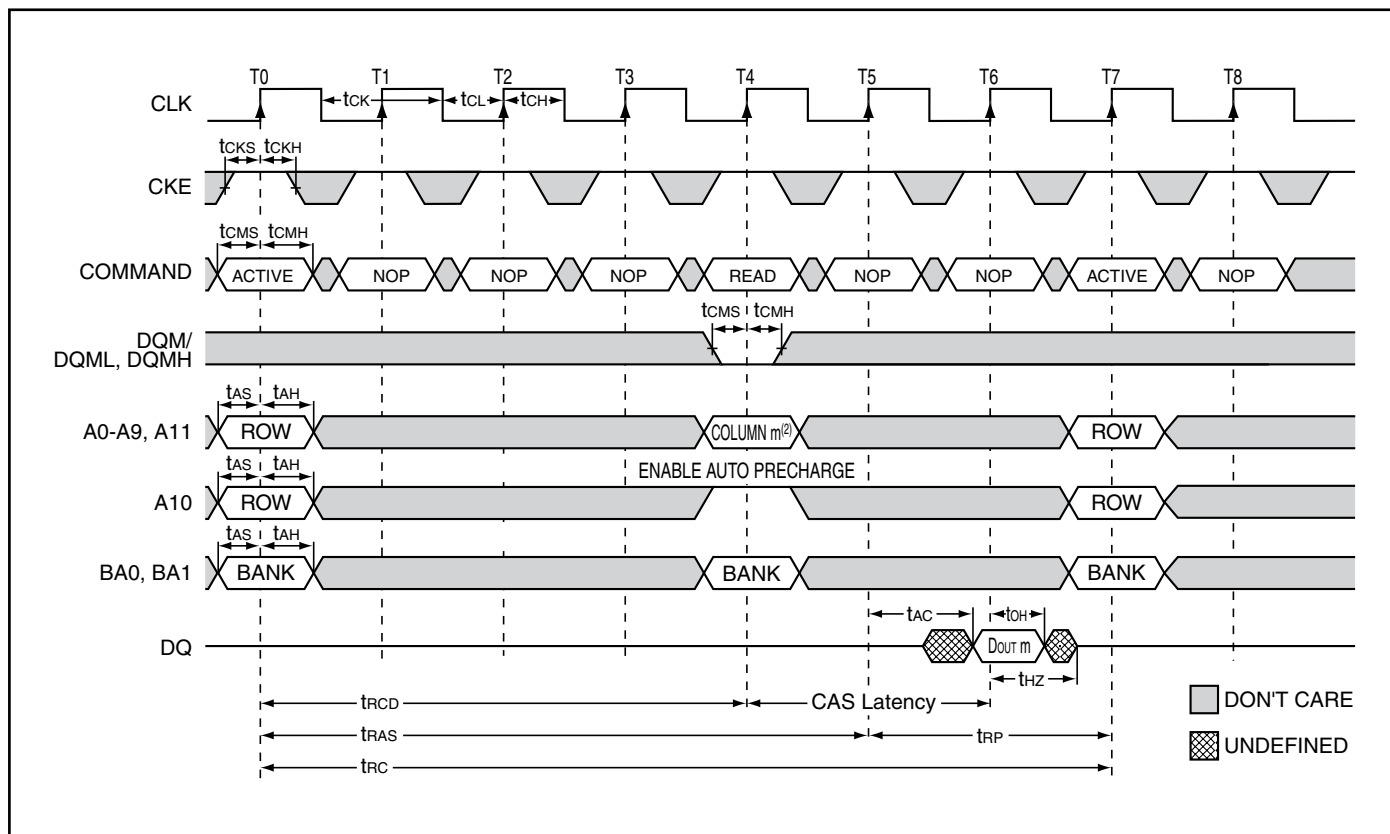 T0 T1 T2 T3 T4 T5 T6 T7 T8
CLK
tCK tCL tCH
tCKS tCKH
CKE
tCMS tCMH
COMMAND ACTIVE NOP NOP NOP READ NOP NOP ACTIVE NOP
tCMS tCMH
DQM/
DQML, DQMH
tAS tAH
A0-A9, A11 ROW COLUMN m(2) ROW
tAS tAH ENABLE AUTO PRECHARGE
A10 ROW ROW
tAS tAH
BA0, BA1 BANK BANK BANK
tAC tOH
DQ DOUT m
tHZ
tRCD CAS Latency
DON'T CARE
tRAS tRP
UNDEFINED
tRC